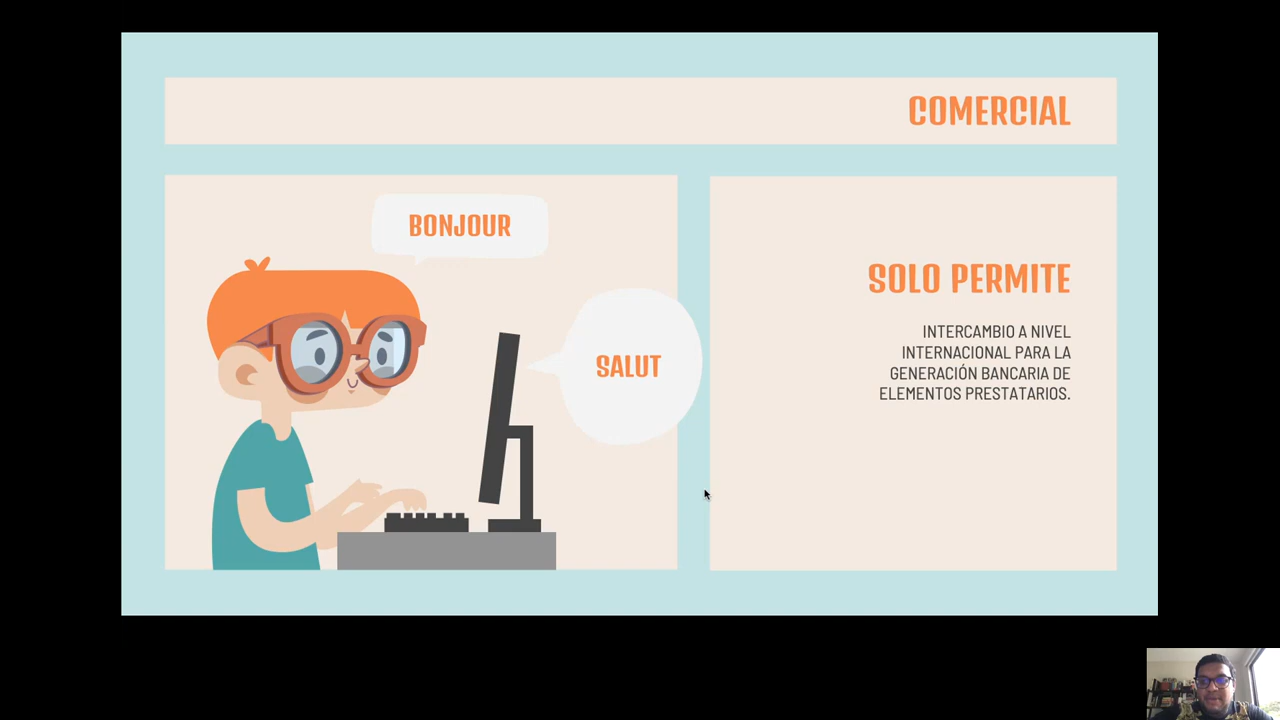 COMERCIAL
BONJOUR
SALUT
SOLO PERMITE
INTERCAMBIO A NIVEL
INTERNACIONAL PARA LA
GENERACIÓN BANCARIA DE
ELEMENTOS PRESTATARIOS.